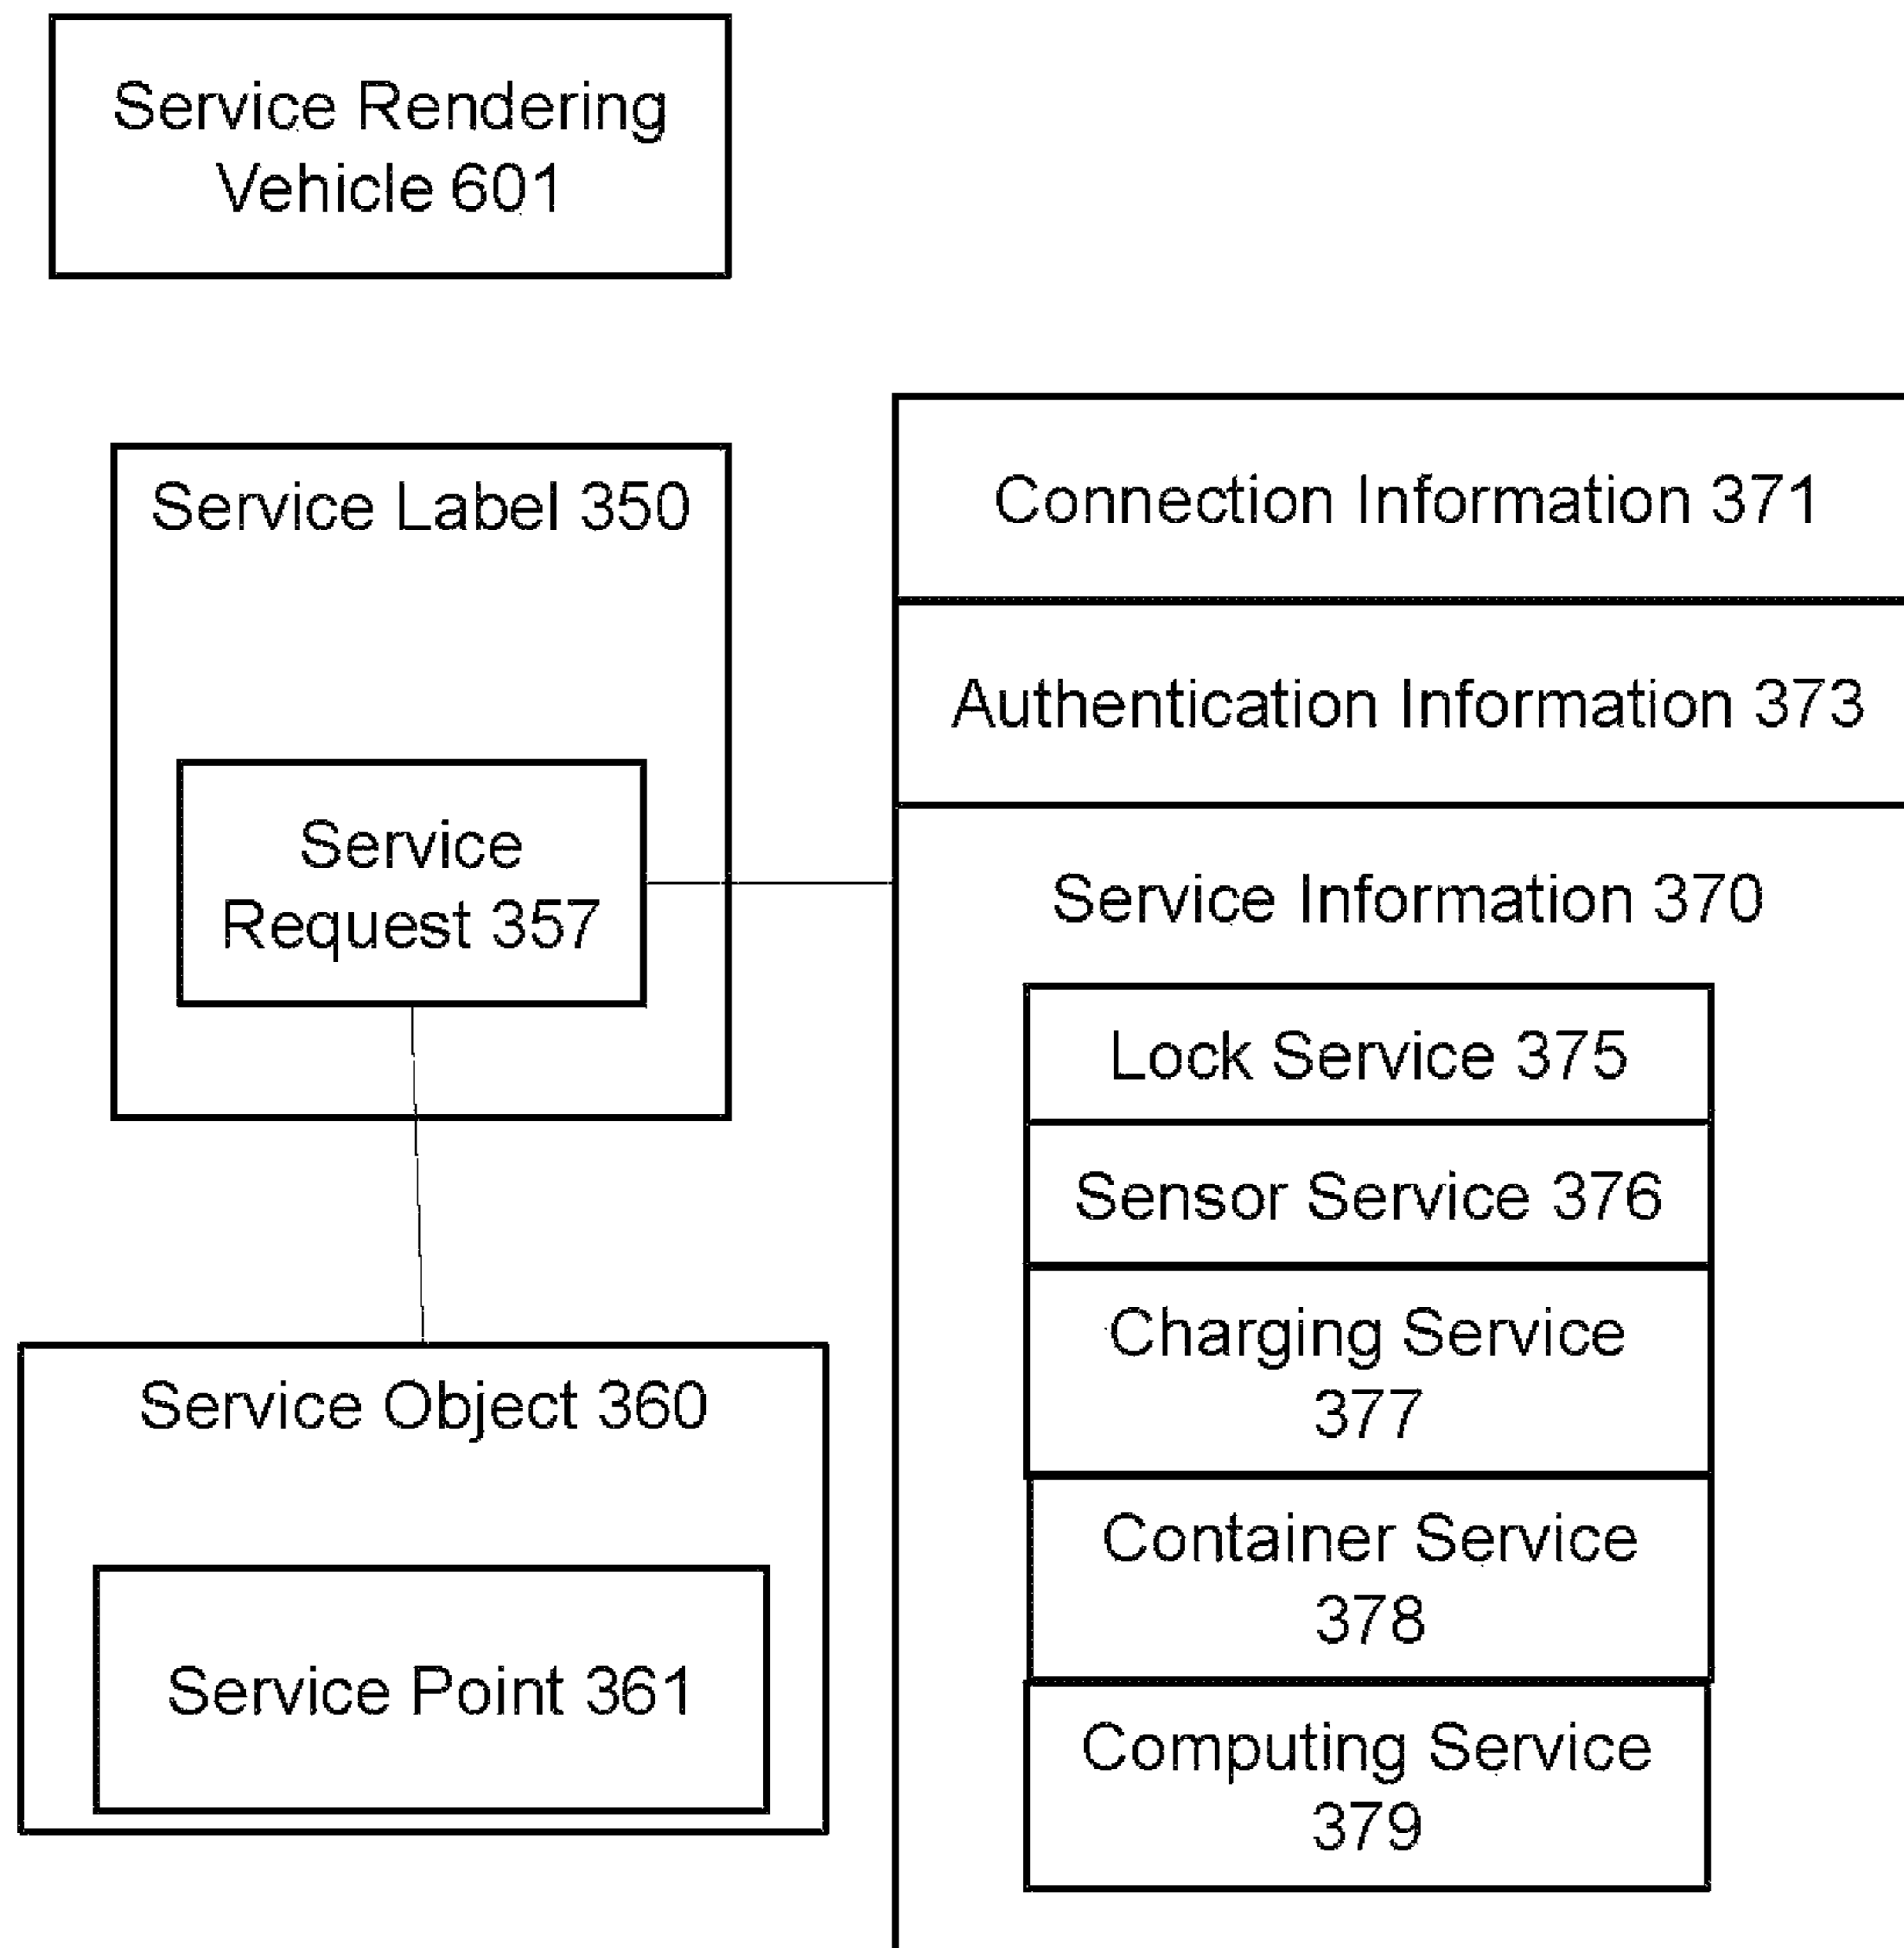 Service Rendering
Vehicle 601
Service Label 350
Service
Request 357
Service Object 360
Service Point 361
Connection Information 371
Authentication Information 373
Service Information 370
Lock Service 375
Sensor Service 376
Charging Service
377
Container Service
378
Computing Service
379